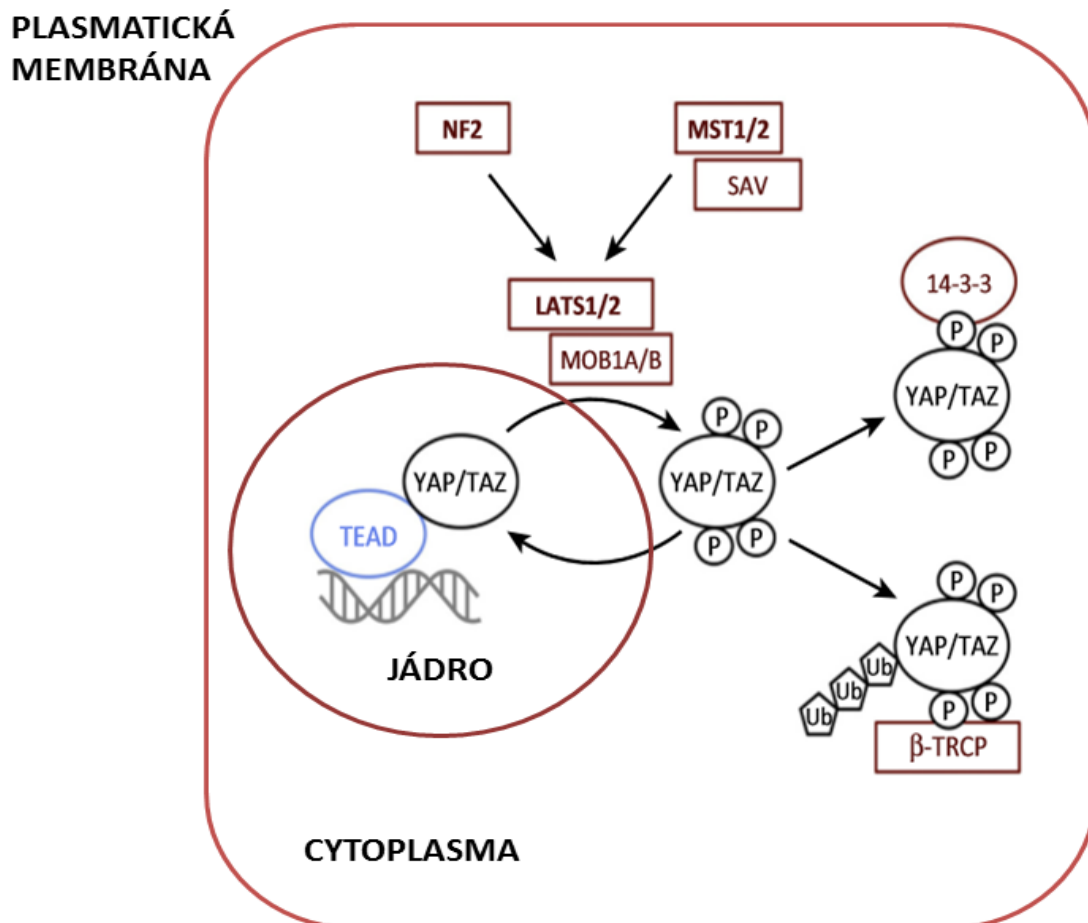 PLASMATICKÁ
MEMBRÁNA
NF2
MST1/2
SAV
LATS1/2
MOB1A/B
14-3-3
P
P
YAP/TAZ
P
P
P
P
YAP/TAZ
P
P
YAP/TAZ
TEAD
JÁDRO
P
P
YAP/TAZ
Ub
Ub
Ub
P
P
β-TRCP
CYTOPLASMA